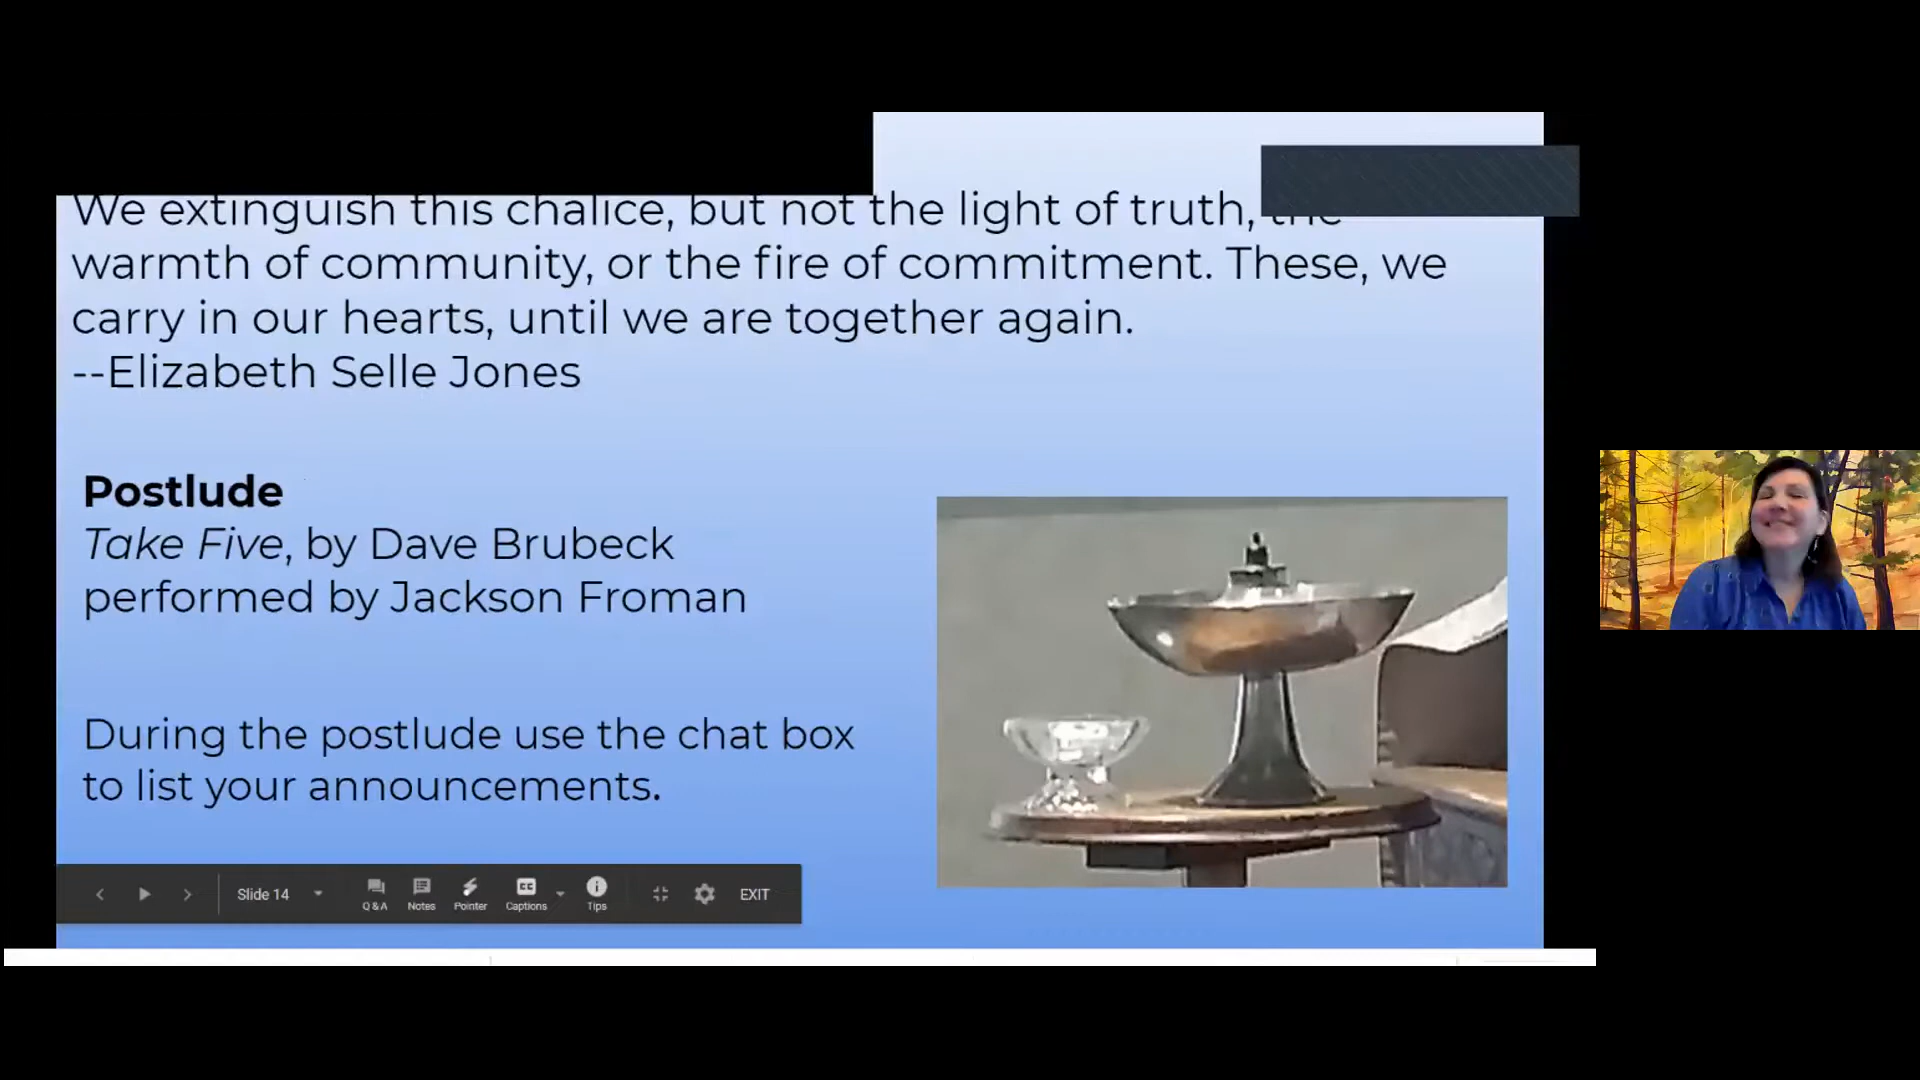 We extinguish this chalice, but not the light of truth, the
warmth of community, or the fire of commitment. These, we
carry in our hearts, until we are together again.
--Elizabeth Selle Jones
Postlude
Take Five, by Dave Brubeck
performed by Jackson Froman
During the postlude use the chat box
to list your announcements.
Slide 14
Q & A
Notes
Pointer
CC
Captions
Tips
EXIT